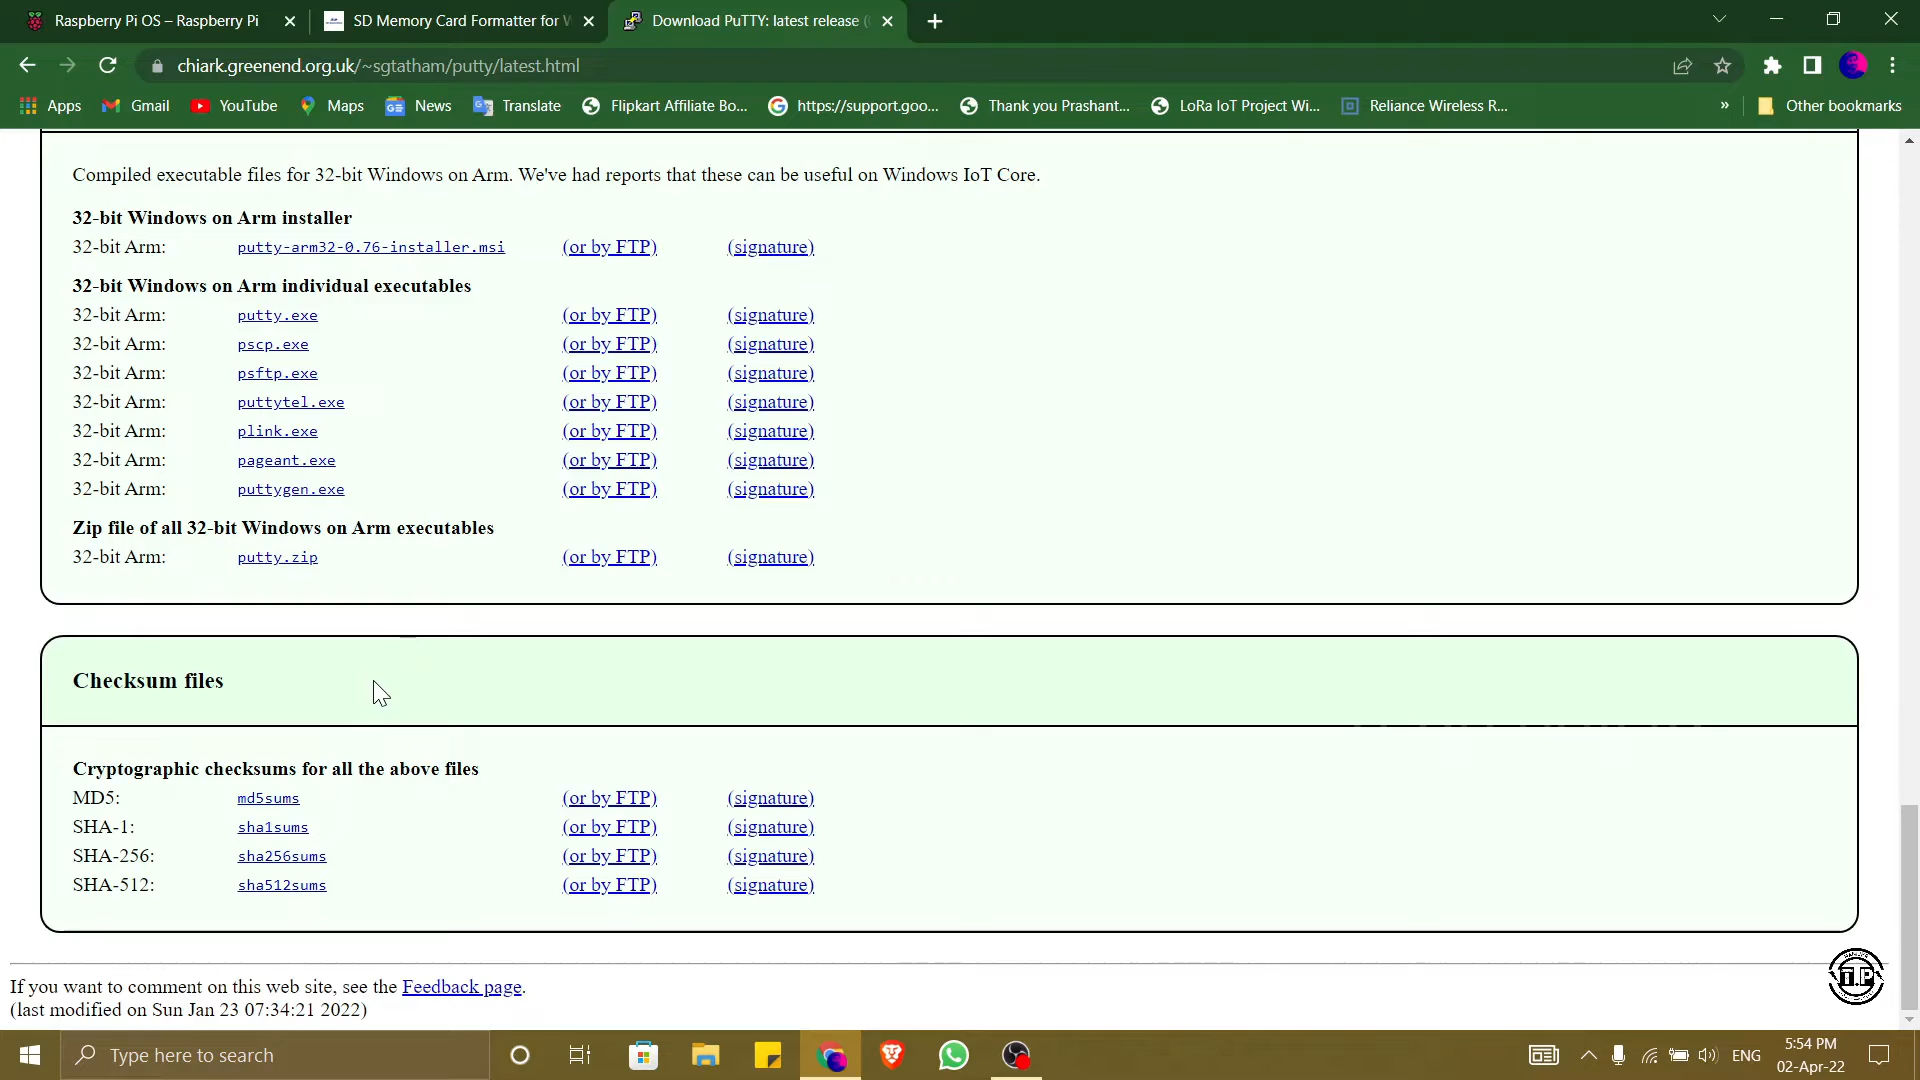 Raspberry Pi OS – Raspberry Pi
SD Memory Card Formatter for W
Download PuTTY: latest release (
chiark.greenend.org.uk/~sgtatham/putty/latest.html
Apps Gmail YouTube Maps News Translate Flipkart Affiliate Bo... https://support.goo... Thank you Prashant... LoRa IoT Project Wi... Reliance Wireless R... » Other bookmarks
Compiled executable files for 32-bit Windows on Arm. We've had reports that these can be useful on Windows IoT Core.
32-bit Windows on Arm installer
32-bit Arm: putty-arm32-0.76-installer.msi (or by FTP) (signature)
32-bit Windows on Arm individual executables
32-bit Arm: putty.exe (or by FTP) (signature)
32-bit Arm: pscp.exe (or by FTP) (signature)
32-bit Arm: psftp.exe (or by FTP) (signature)
32-bit Arm: puttytel.exe (or by FTP) (signature)
32-bit Arm: plink.exe (or by FTP) (signature)
32-bit Arm: pageant.exe (or by FTP) (signature)
32-bit Arm: puttygen.exe (or by FTP) (signature)
Zip file of all 32-bit Windows on Arm executables
32-bit Arm: putty.zip (or by FTP) (signature)
Checksum files
Cryptographic checksums for all the above files
MD5: md5sums (or by FTP) (signature)
SHA-1: sha1sums (or by FTP) (signature)
SHA-256: sha256sums (or by FTP) (signature)
SHA-512: sha512sums (or by FTP) (signature)
If you want to comment on this web site, see the Feedback page.
(last modified on Sun Jan 23 07:34:21 2022)
Type here to search
ENG
5:54 PM
02-Apr-22